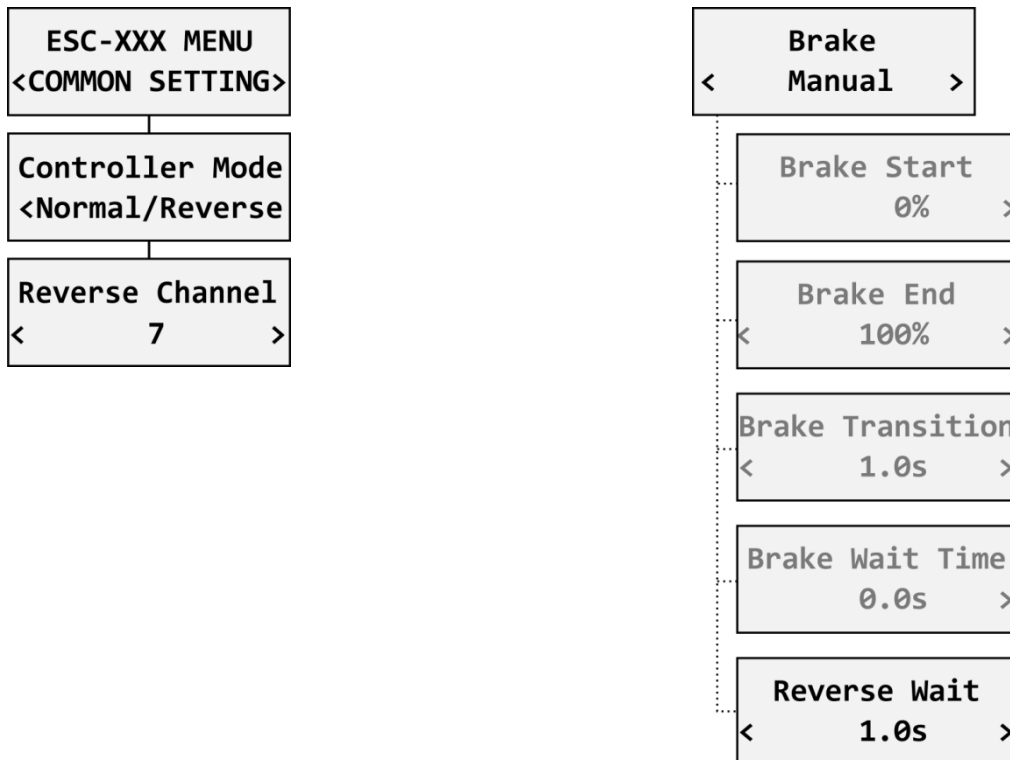 ESC-XXX MENU
<COMMON SETTING>
Controller Mode
<Normal/Reverse
Reverse Channel
< 7 >
Brake
< Manual >
Brake Start
0% >
Brake End
< 100% >
Brake Transition
< 1.0s >
Brake Wait Time
0.0s >
Reverse Wait
< 1.0s >